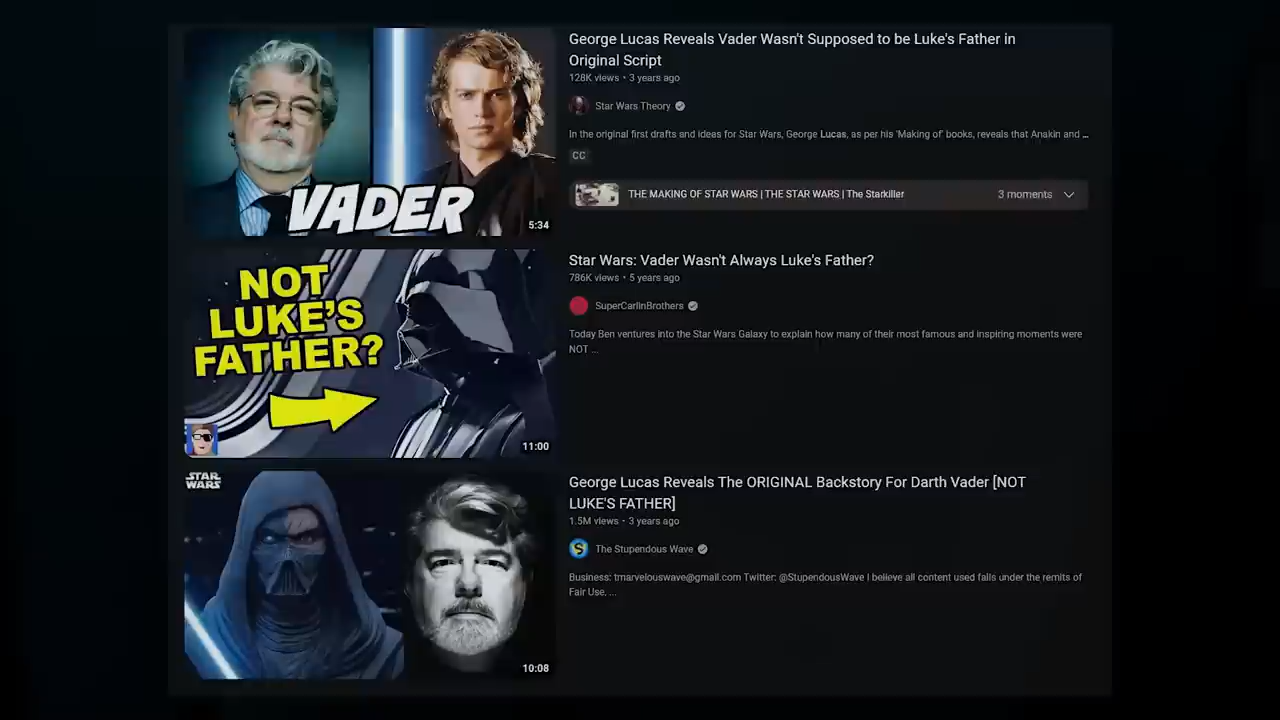 George Lucas Reveals Vader Wasn't Supposed to be Luke's Father in
Original Script
128K views • 3 years ago
Star Wars Theory
In the original first drafts and ideas for Star Wars, George Lucas, as per his 'Making of' books, reveals that Anakin and ...
CC
THE MAKING OF STAR WARS | THE STAR WARS | The Starkiller
3 moments
VADER
5:34
NOT
LUKE'S
FATHER?
11:00
Star Wars: Vader Wasn't Always Luke's Father?
786K views • 5 years ago
SuperCarlinBrothers
Today Ben ventures into the Star Wars Galaxy to explain how many of their most famous and inspiring moments were
NOT ...
STAR
WARS
10:08
George Lucas Reveals The ORIGINAL Backstory For Darth Vader [NOT
LUKE'S FATHER]
1.5M views • 3 years ago
S
The Stupendous Wave
Business: tmarvelouswave@gmail.com Twitter: @StupendousWave I believe all content used falls under the remits of
Fair Use. ...